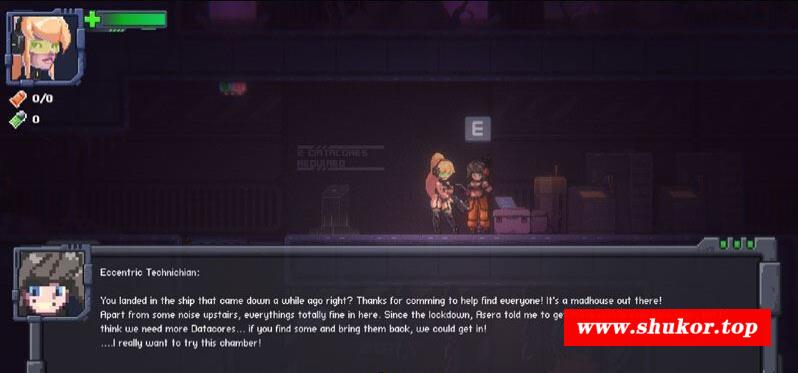 0/0
0
E
2 DATACORES
REQUIRED
Eccentric Technichian:
You landed in the ship that came down a while ago right? Thanks for comming to help find everyone! It's a madhouse out there!
Apart from some noise upstairs, everythings totally fine in here. Since the lockdown, Asera told me to
think we need more Datacores... if you find some and bring them back, we could get in!
....I really want to try this chamber!
www.shukor.top